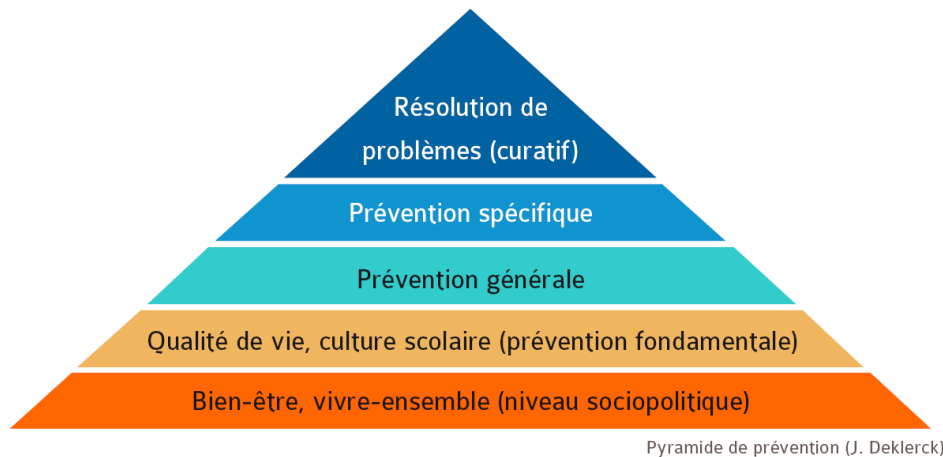 Résolution de
problèmes (curatif)
Prévention spécifique
Prévention générale
Qualité de vie, culture scolaire (prévention fondamentale)
Bien-être, vivre-ensemble (niveau sociopolitique)
Pyramide de prévention (J. Deklerck)